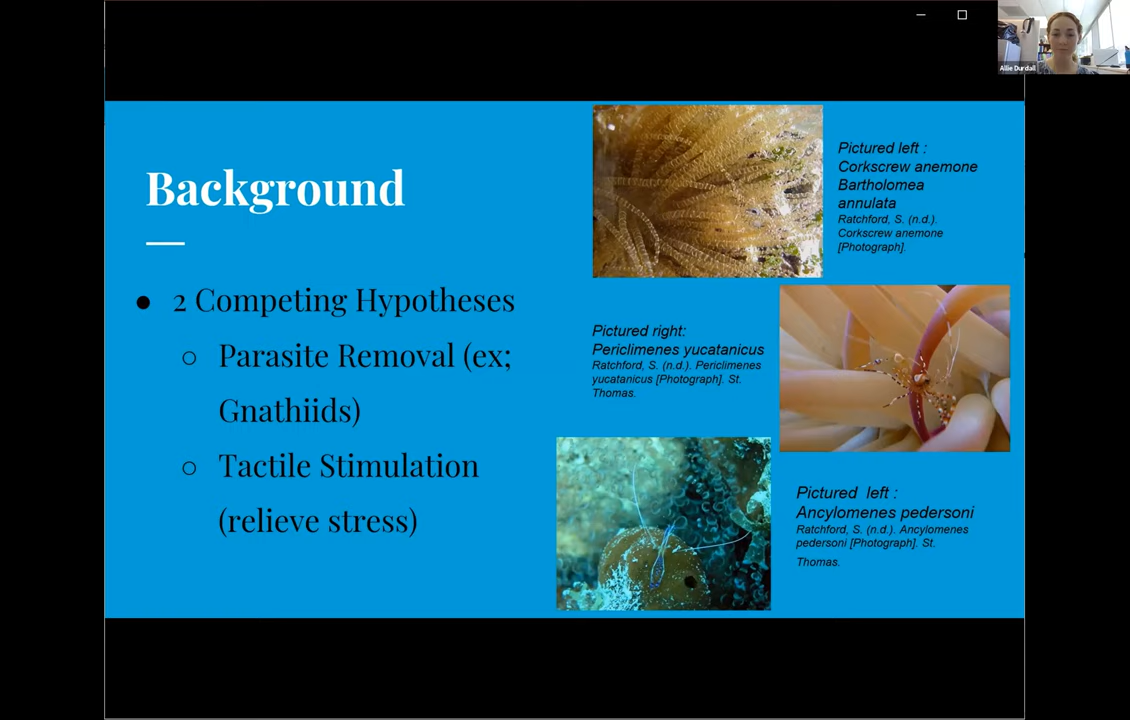 Allie Durdall
Background
● 2 Competing Hypotheses
○ Parasite Removal (ex;
Gnathiids)
○ Tactile Stimulation
(relieve stress)
Pictured left :
Corkscrew anemone
Bartholomea
annulata
Ratchford, S. (n.d.).
Corkscrew anemone
[Photograph].
Pictured right:
Periclimenes yucatanicus
Ratchford, S. (n.d.). Periclimenes
yucatanicus [Photograph]. St.
Thomas.
Pictured left :
Ancylomenes pedersoni
Ratchford, S. (n.d.). Ancylomenes
pedersoni [Photograph]. St.
Thomas.